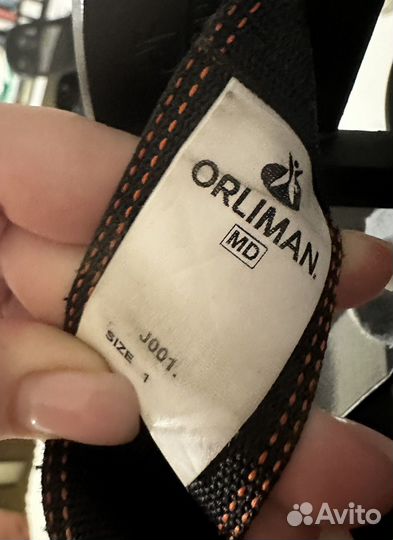 ORLIMAN.
MD
J001.
SIZE 1
Avito